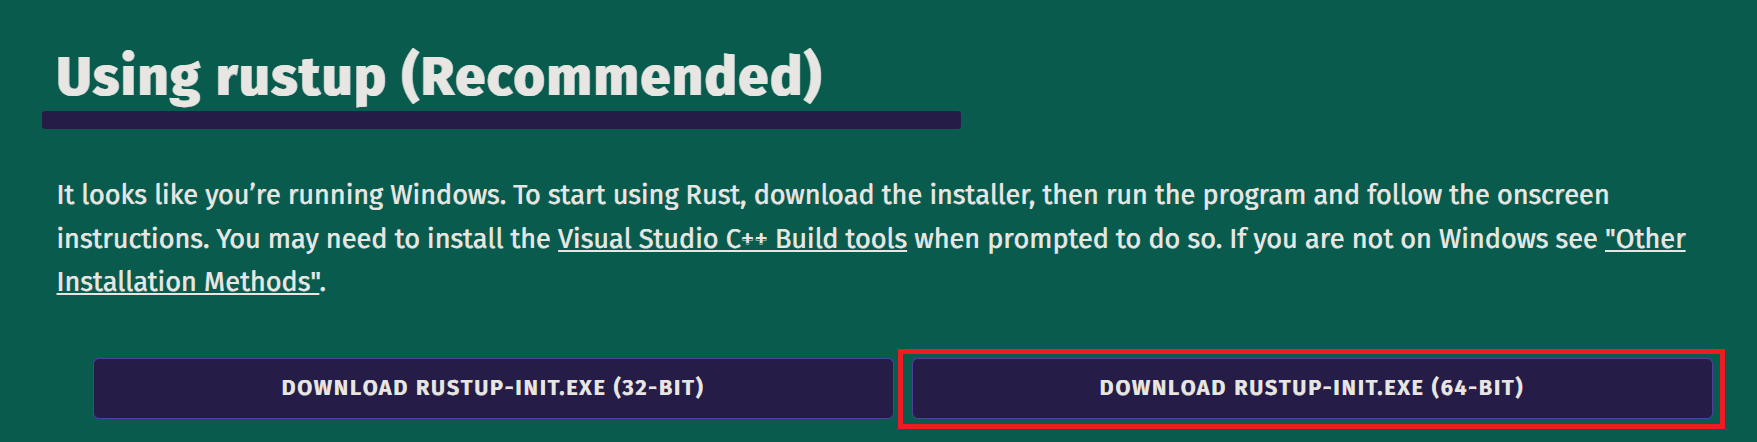 Using rustup (Recommended)
It looks like you’re running Windows. To start using Rust, download the installer, then run the program and follow the onscreen
instructions. You may need to install the Visual Studio C++ Build tools when prompted to do so. If you are not on Windows see "Other
Installation Methods".
DOWNLOAD RUSTUP-INIT.EXE (32-BIT)
DOWNLOAD RUSTUP-INIT.EXE (64-BIT)